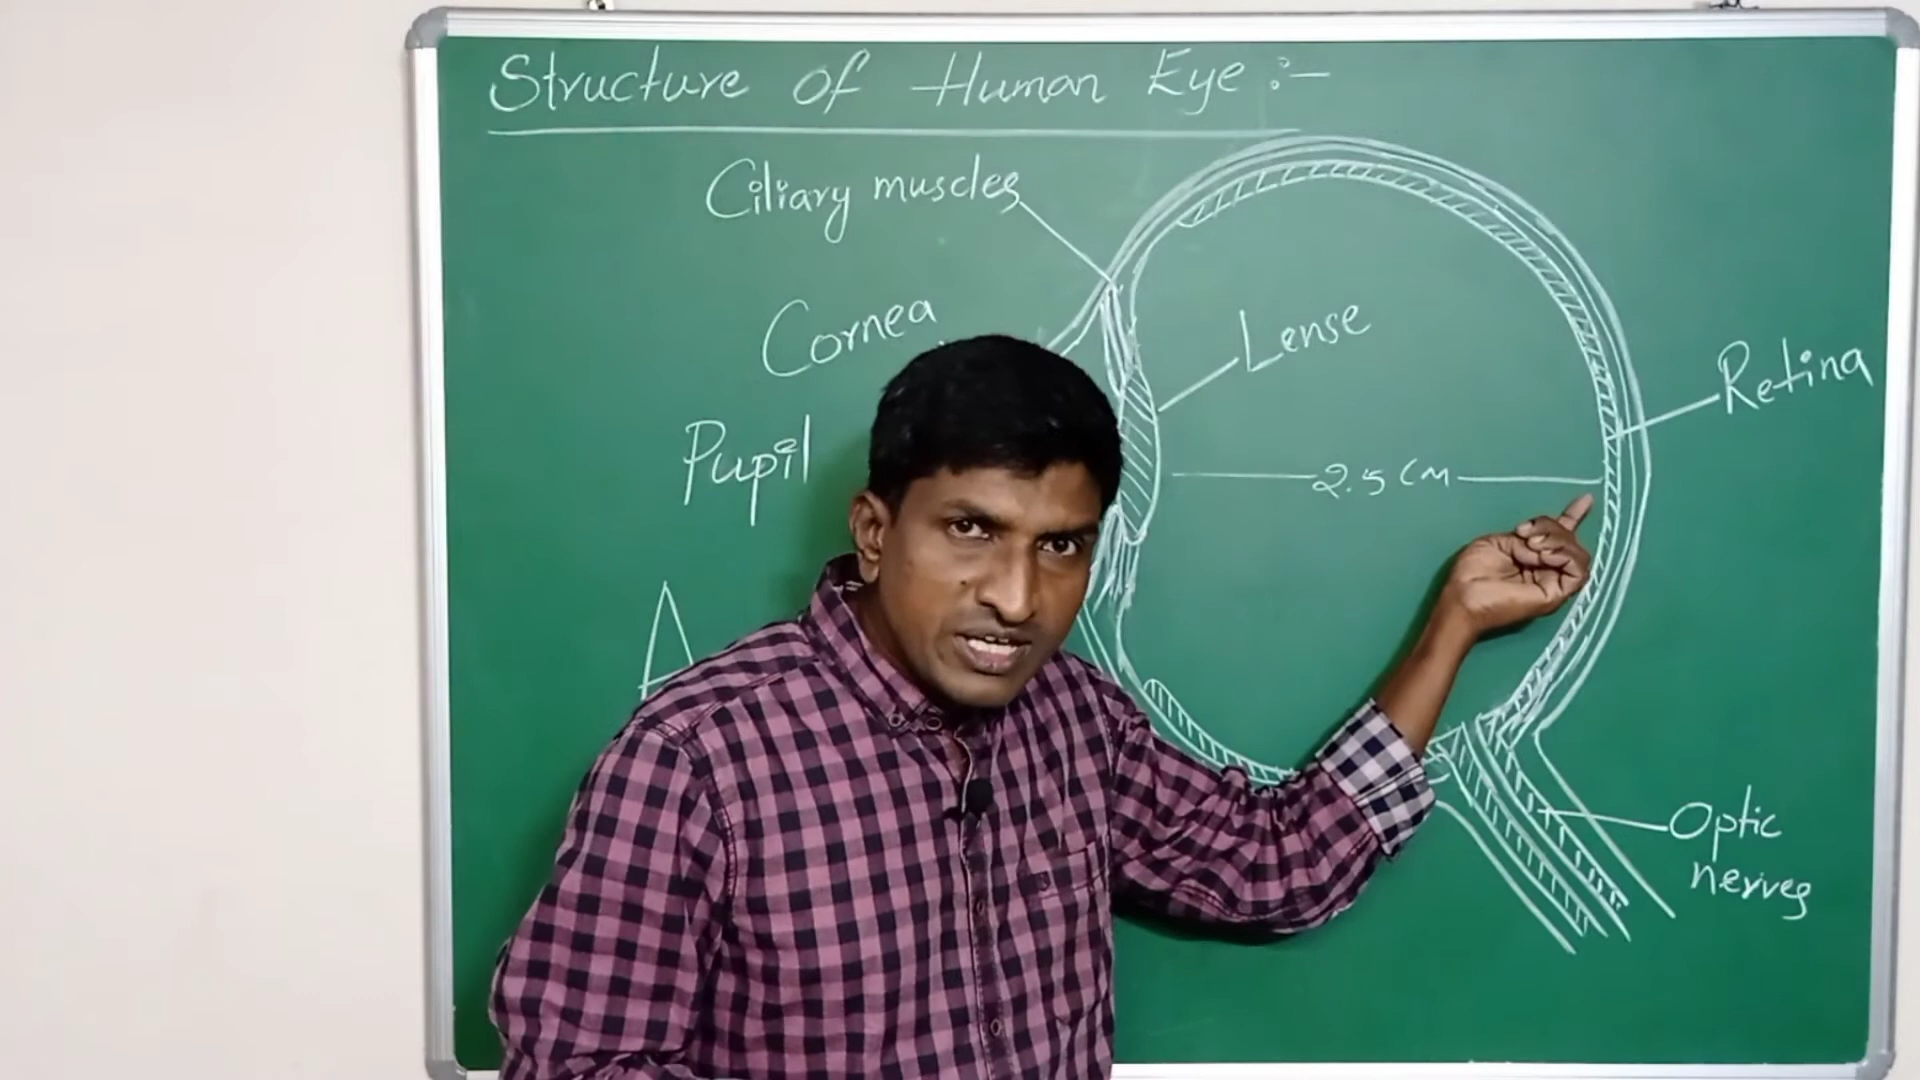 Structure of Human Eye :-
Ciliary muscles
Cornea
Lense
Retina
Pupil
2.5 CM
Optic
nerves